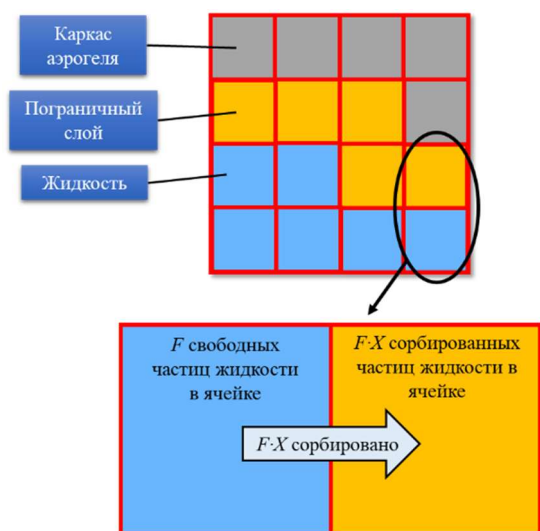 Каркас
аэрогеля
Пограничный
слой
Жидкость
F свободных
частиц жидкости
в ячейке
F·X сорбированных
частиц жидкости в
ячейке
F·X сорбировано